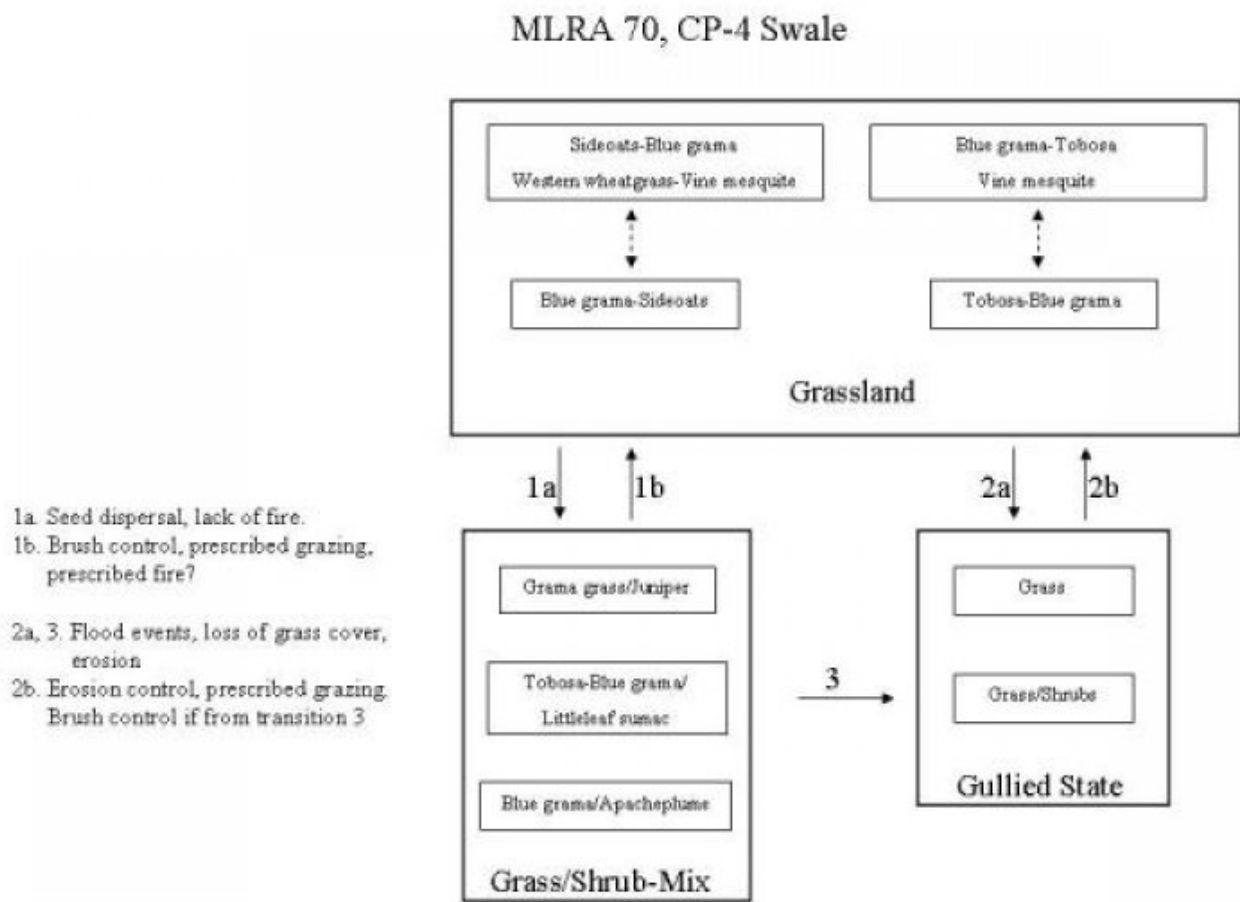 MLRA 70, CP-4 Swale
Sideoats-Blue grama
Western wheatgrass-Vine mesquite
Blue grama-Tobosa
Vine mesquite
Blue grama-Sideoats
Tobosa-Blue grama
Grassland
1a
1b
2a
2b
1a. Seed dispersal, lack of fire.
1b. Brush control, prescribed grazing,
prescribed fire?
2a, 3. Flood events, loss of grass cover,
erosion
2b. Erosion control, prescribed grazing.
Brush control if from transition 3
Grama grass/Juniper
Tobosa-Blue grama/
Littleleaf sumac
Blue grama/Apacheplume
Grass/Shrub-Mix
3
Grass
Grass/Shrubs
Gullied State